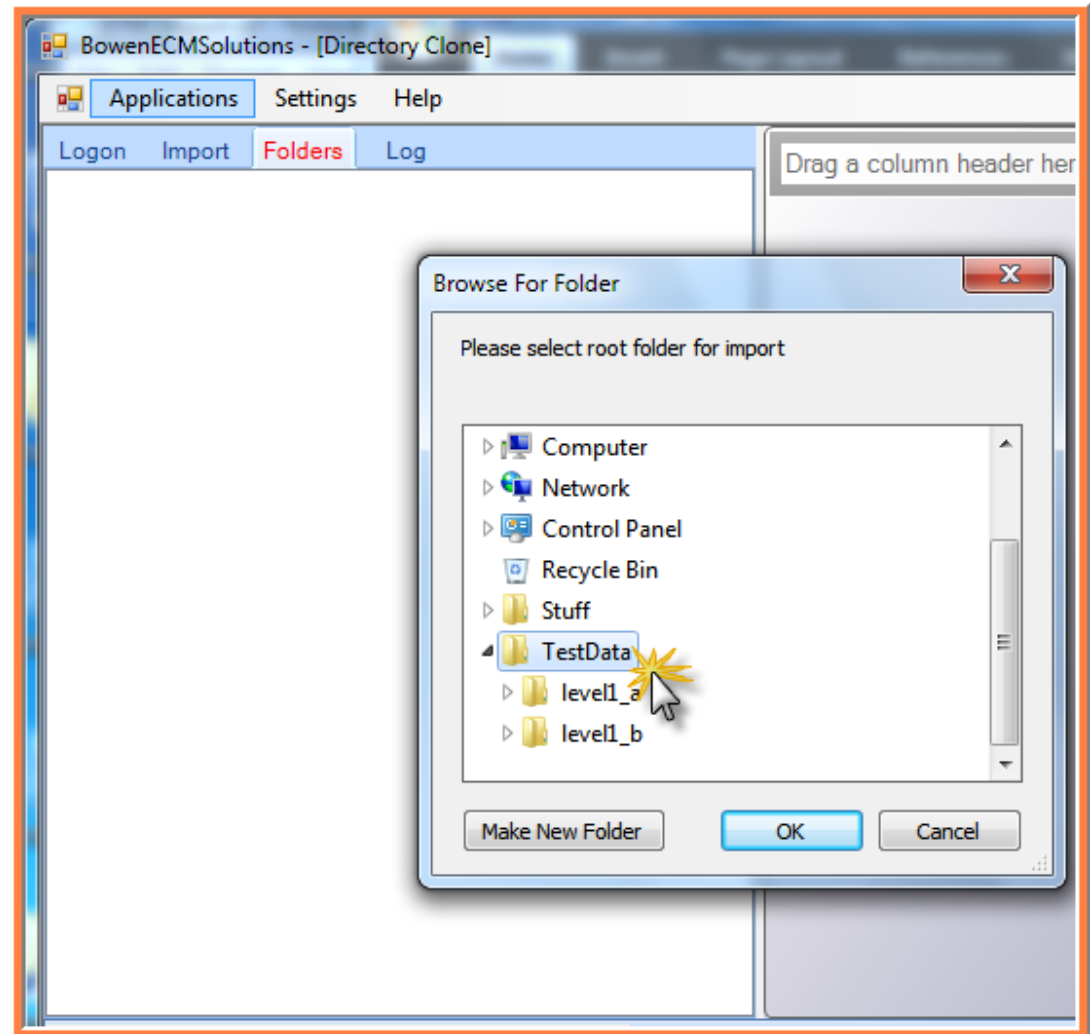 BowenECMSolutions - [Directory Clone]
Applications Settings Help
Logon Import Folders Log
Drag a column header her
Browse For Folder
Please select root folder for import
Computer
Network
Control Panel
Recycle Bin
Stuff
TestData
level1_a
level1_b
Make New Folder OK Cancel